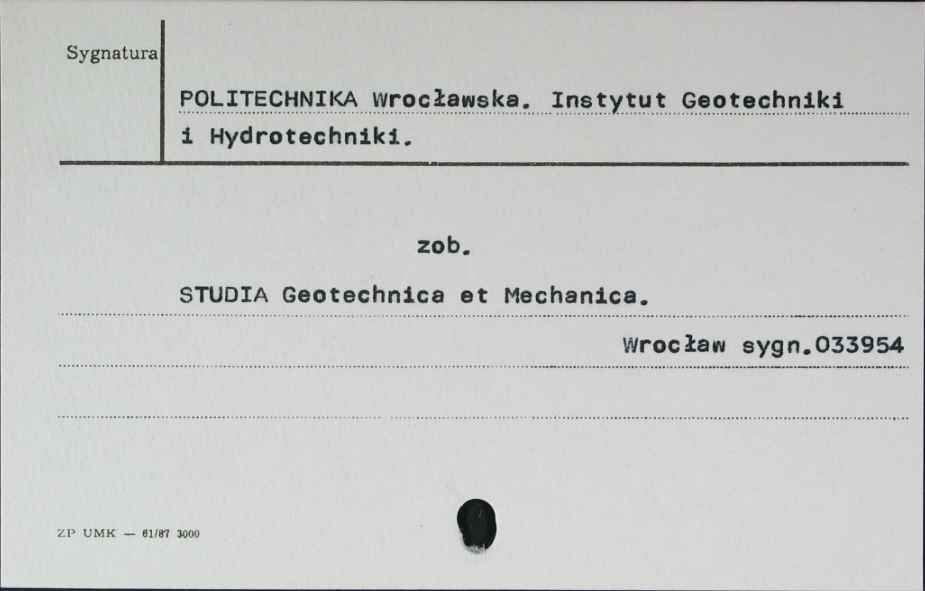 Sygnatura
POLITECHNIKA Wrocławska. Instytut Geotechniki
i Hydrotechniki.
zob.
STUDIA Geotechnica et Mechanica.
Wrocław sygn.033954
ZP UMK — 61/87 3000